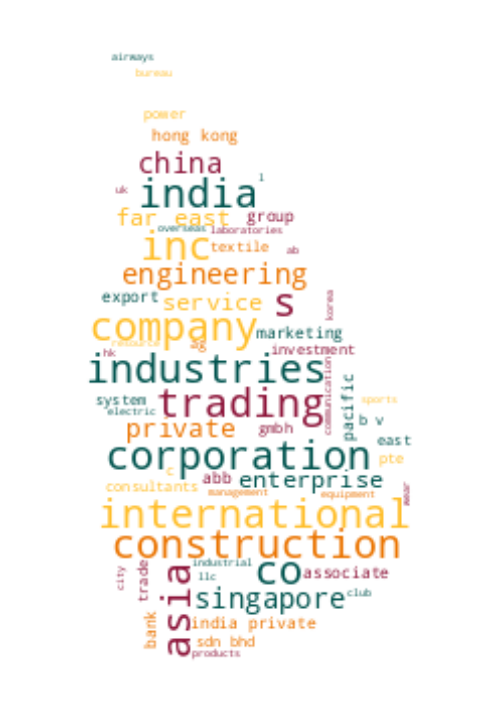 airways
bureau
power
hong kong
china
uk
india
l
far east
group
overseas
laboratories
inc
textile
ab
engineering
export
service
s
korea
company
marketing
resource
hk
investment
industries
communication
system
trading
pacific
sports
electric
private
gmbh
b v
east
corporation
pte
c
abb
enterprise
consultants
management
equipment
wear
international
construction
city
trade
industrial
llc
co
associate
asia
singapore
club
bank
india private
sdn bhd
products